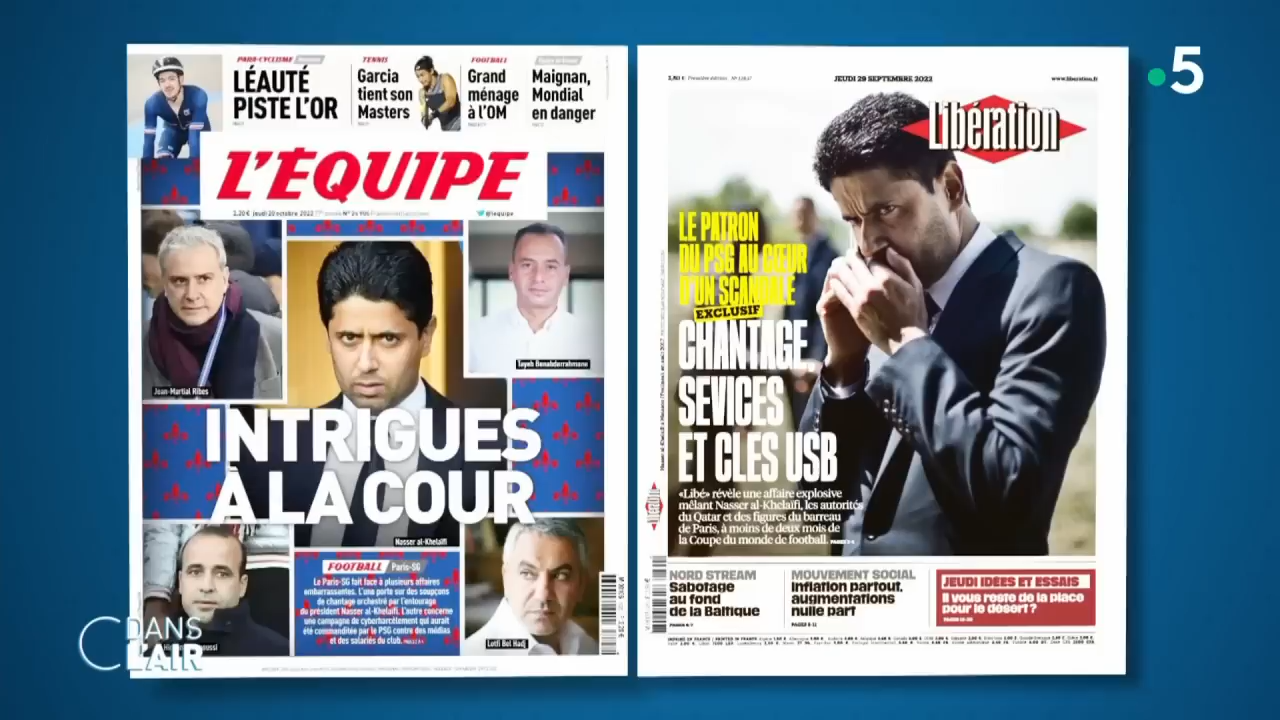 PARA-CYCLISME
LÉAUTÉ
PISTE L'OR
TENNIS
Garcia
tient son
Masters
FOOTBALL
Grand
ménage
à l'OM
Maignan,
Mondial
en danger
L'ÉQUIPE
jeudi 20 octobre 2022
@lequipe
Jean-Martial Ribes
Tayeb Benabderrahmane
INTRIGUES
À LA COUR
Nasser al-Khelaïfi
FOOTBALL Paris-SG
Le Paris-SG fait face à plusieurs affaires
embarrassantes. L'une porte sur des soupçons
de chantage orchestré par l'entourage
du président Nasser al-Khelaïfi. L'autre concerne
une campagne de cyberharcèlement qui aurait
été commanditée par le PSG contre des médias
et des salariés du club.
Lotfi Bel Hadj
JEUDI 29 SEPTEMBRE 2022
www.liberation.fr
Libération
LE PATRON
DU PSG AU CŒUR
D'UN SCANDALE
EXCLUSIF
CHANTAGE,
SEVICES
ET CLES USB
«Libé» révèle une affaire explosive
mêlant Nasser al-Khelaïfi, les autorités
du Qatar et des figures du barreau
de Paris, à moins de deux mois de
la Coupe du monde de football.
NORD STREAM
Sabotage
au fond
de la Baltique
MOUVEMENT SOCIAL
Inflation partout,
augmentations
nulle part
JEUDI IDÉES ET ESSAIS
Il vous reste de la place
pour le désert ?
5
C DANS
L'AIR